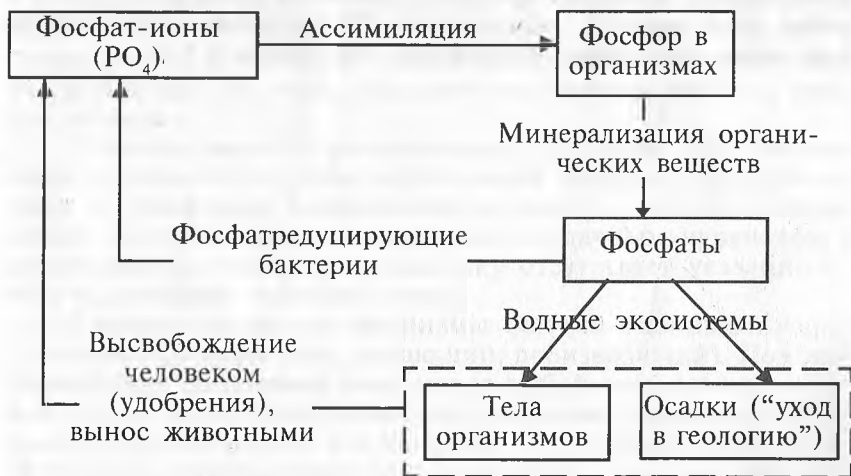 Фосфат-ионы
(PO₄)
Ассимиляция
Фосфор в
организмах
Минерализация органи-
ческих веществ
Фосфатредуцирующие
бактерии
Фосфаты
Водные экосистемы
Высвобождение
человеком
(удобрения),
вынос животными
Тела
организмов
Осадки (“уход
в геологию”)